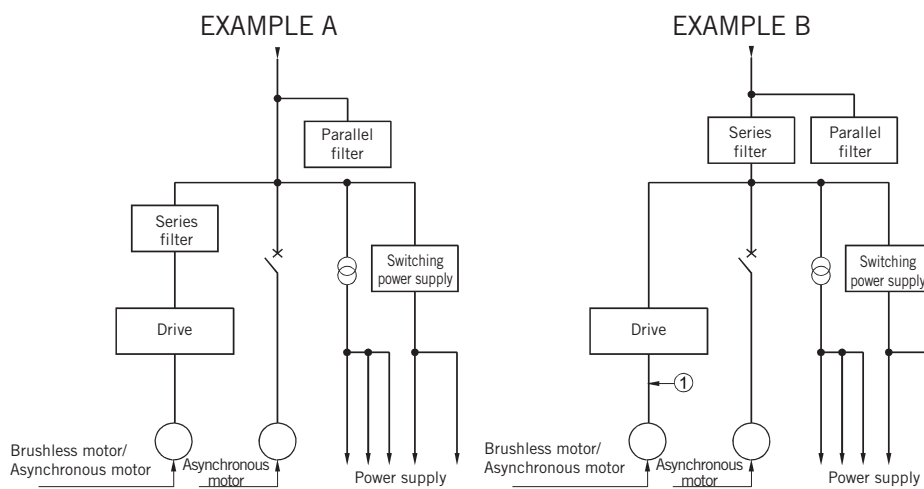 EXAMPLE A
Parallel
filter
Series
filter
Switching
power supply
Drive
Brushless motor/
Asynchronous motor
Asynchronous
motor
Power supply
EXAMPLE B
Series
filter
Parallel
filter
Switching
power supply
Drive
1
Brushless motor/
Asynchronous motor
Asynchronous
motor
Power supply